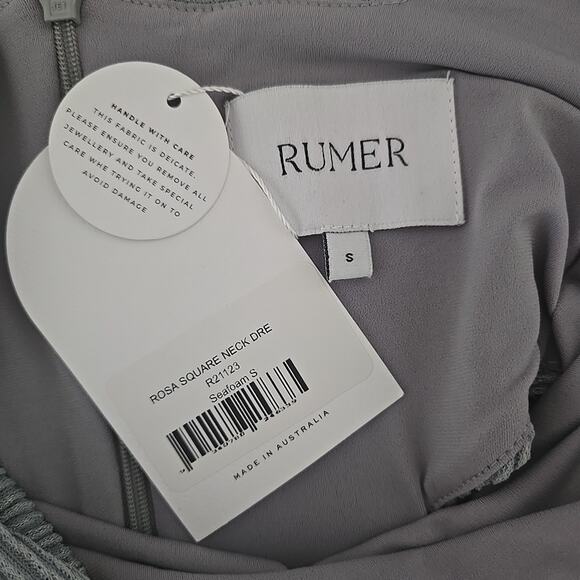 HANDLE WITH CARE
THIS FABRIC IS DEICATE.
PLEASE ENSURE YOU REMOVE ALL
JEWELLERY AND TAKE SPECIAL
CARE WHE TRYING IT ON TO
AVOID DAMAGE
RUMER
S
ROSA SQUARE NECK DRE
R21123
Seafoam S
MADE IN AUSTRALIA